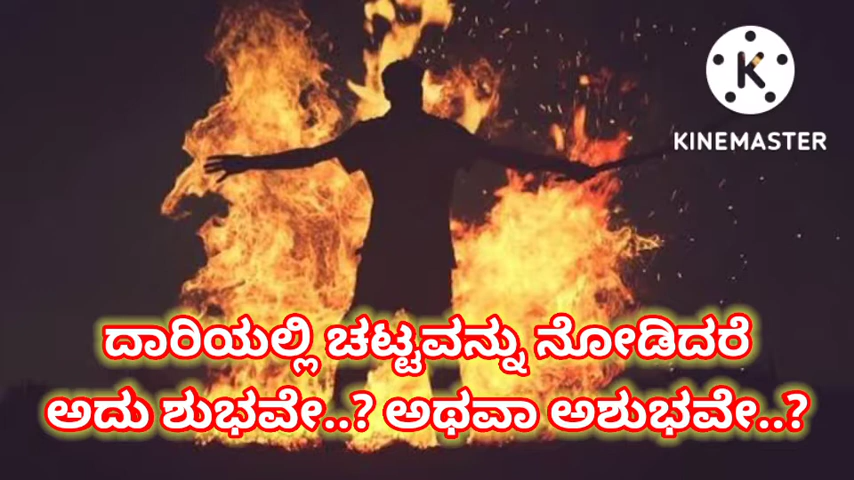 KINEMASTER
ದಾರಿಯಲ್ಲಿ ಚಟ್ಟವನ್ನು ನೋಡಿದರೆ
ಅದು ಶುಭವೇ..? ಅಥವಾ ಅಶುಭವೇ..?